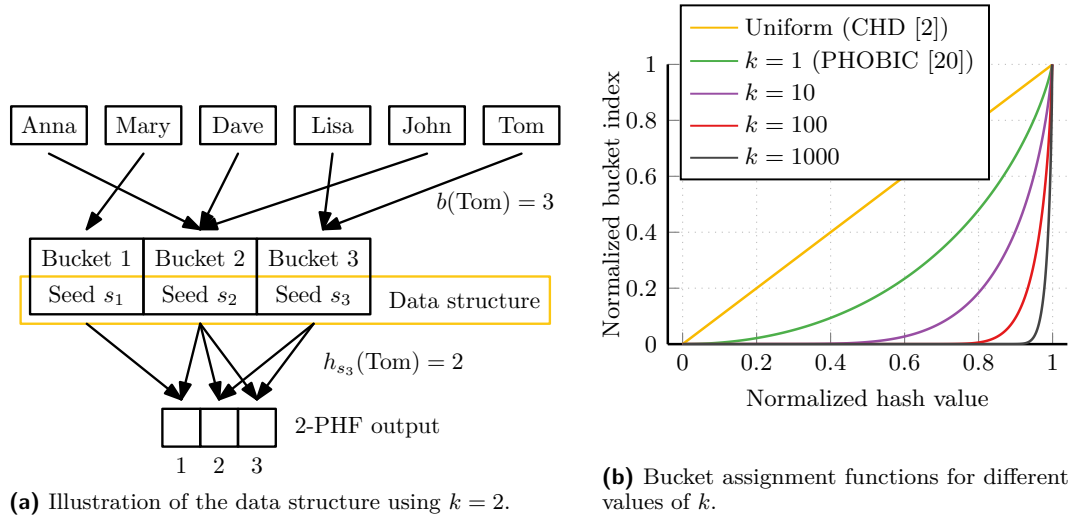 Anna Mary Dave Lisa John Tom
b(Tom) = 3
Bucket 1 Bucket 2 Bucket 3
Seed s₁ Seed s₂ Seed s₃ Data structure
hₛ₃(Tom) = 2
2-PHF output
1 2 3
(a) Illustration of the data structure using k = 2.
Uniform (CHD [2])
k = 1 (PHOBIC [20])
k = 10
k = 100
k = 1000
Normalized bucket index
1
0.8
0.6
0.4
0.2
0
0 0.2 0.4 0.6 0.8 1
Normalized hash value
(b) Bucket assignment functions for different
values of k.